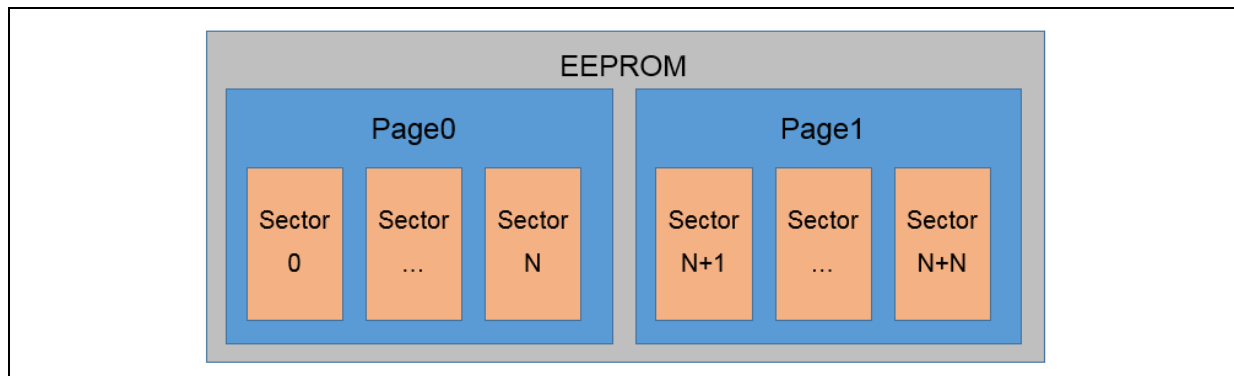 EEPROM
Page0
Sector
0
Sector
…
Sector
N
Page1
Sector
N+1
Sector
…
Sector
N+N